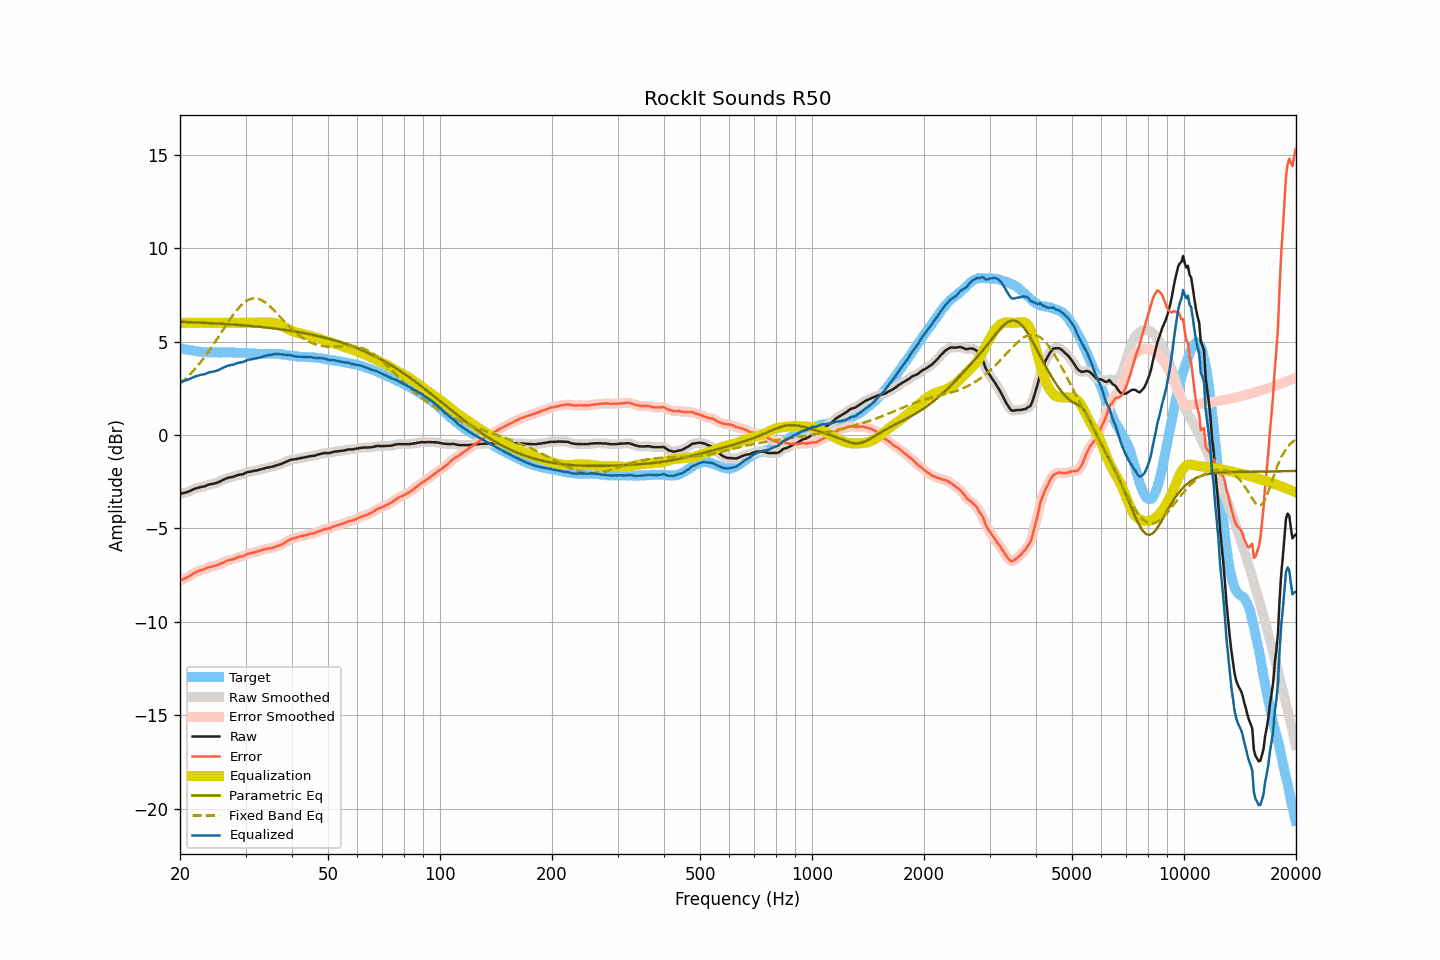 RockIt Sounds R50
Amplitude (dBr)
15
10
5
0
−5
−10
−15
−20
Target
Raw Smoothed
Error Smoothed
Raw
Error
Equalization
Parametric Eq
Fixed Band Eq
Equalized
20 50 100 200 500 1000 2000 5000 10000 20000
Frequency (Hz)